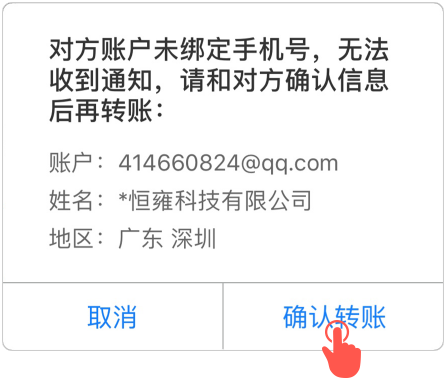 对方账户未绑定手机号，无法
收到通知，请和对方确认信息
后再转账：
账户：414660824@qq.com
姓名：*恒雍科技有限公司
地区：广东 深圳
取消
确认转账